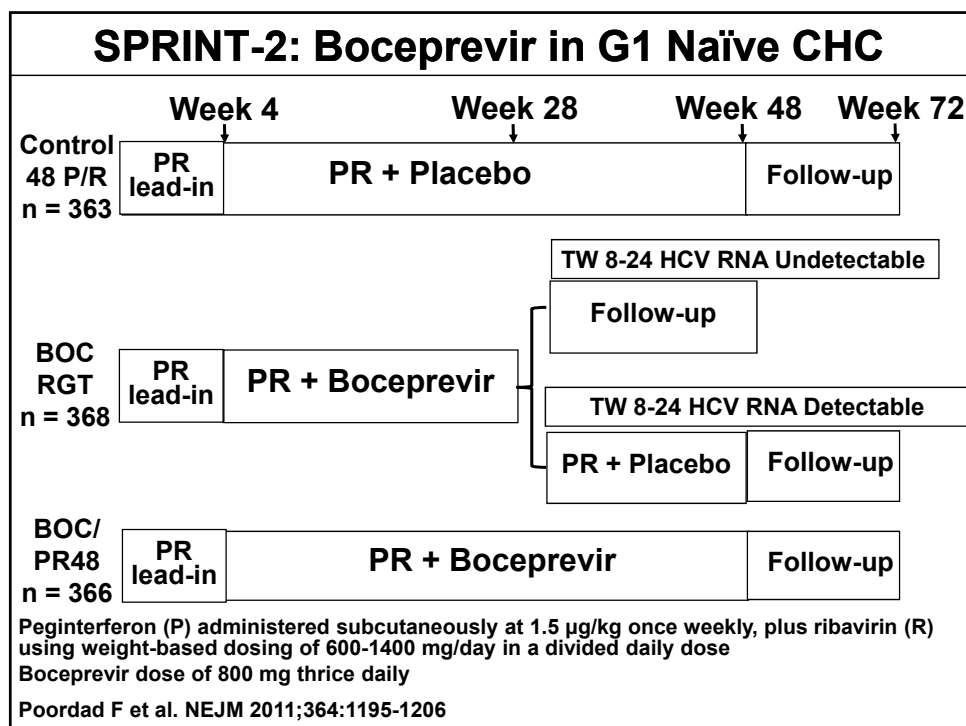 SPRINT-2: Boceprevir in G1 Naïve CHC
Week 4
Week 28
Week 48
Week 72
Control
48 P/R
n = 363
PR
lead-in
PR + Placebo
Follow-up
TW 8-24 HCV RNA Undetectable
Follow-up
BOC
RGT
n = 368
PR
lead-in
PR + Boceprevir
TW 8-24 HCV RNA Detectable
PR + Placebo
Follow-up
BOC/
PR48
n = 366
PR
lead-in
PR + Boceprevir
Follow-up
Peginterferon (P) administered subcutaneously at 1.5 µg/kg once weekly, plus ribavirin (R)
using weight-based dosing of 600-1400 mg/day in a divided daily dose
Boceprevir dose of 800 mg thrice daily
Poordad F et al. NEJM 2011;364:1195-1206